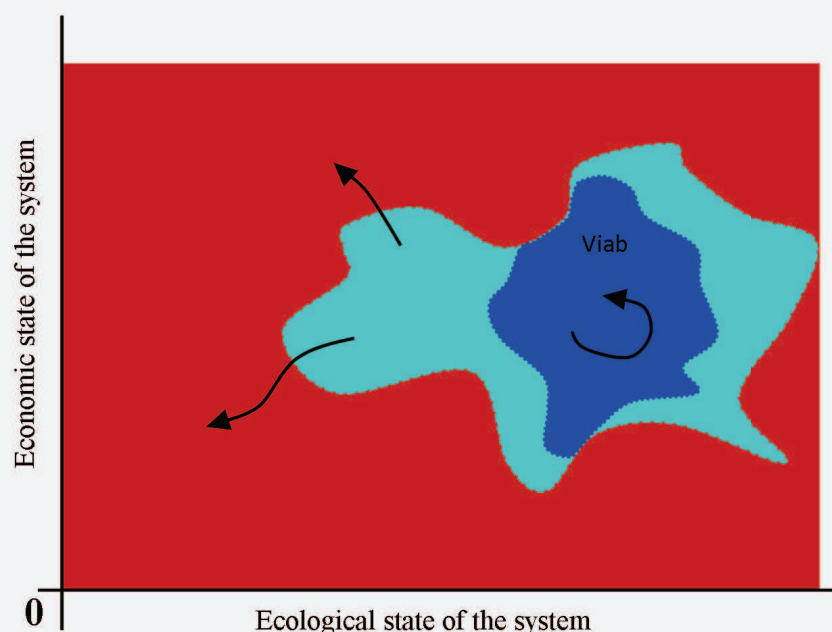 Economic state of the system
Viab
0
Ecological state of the system